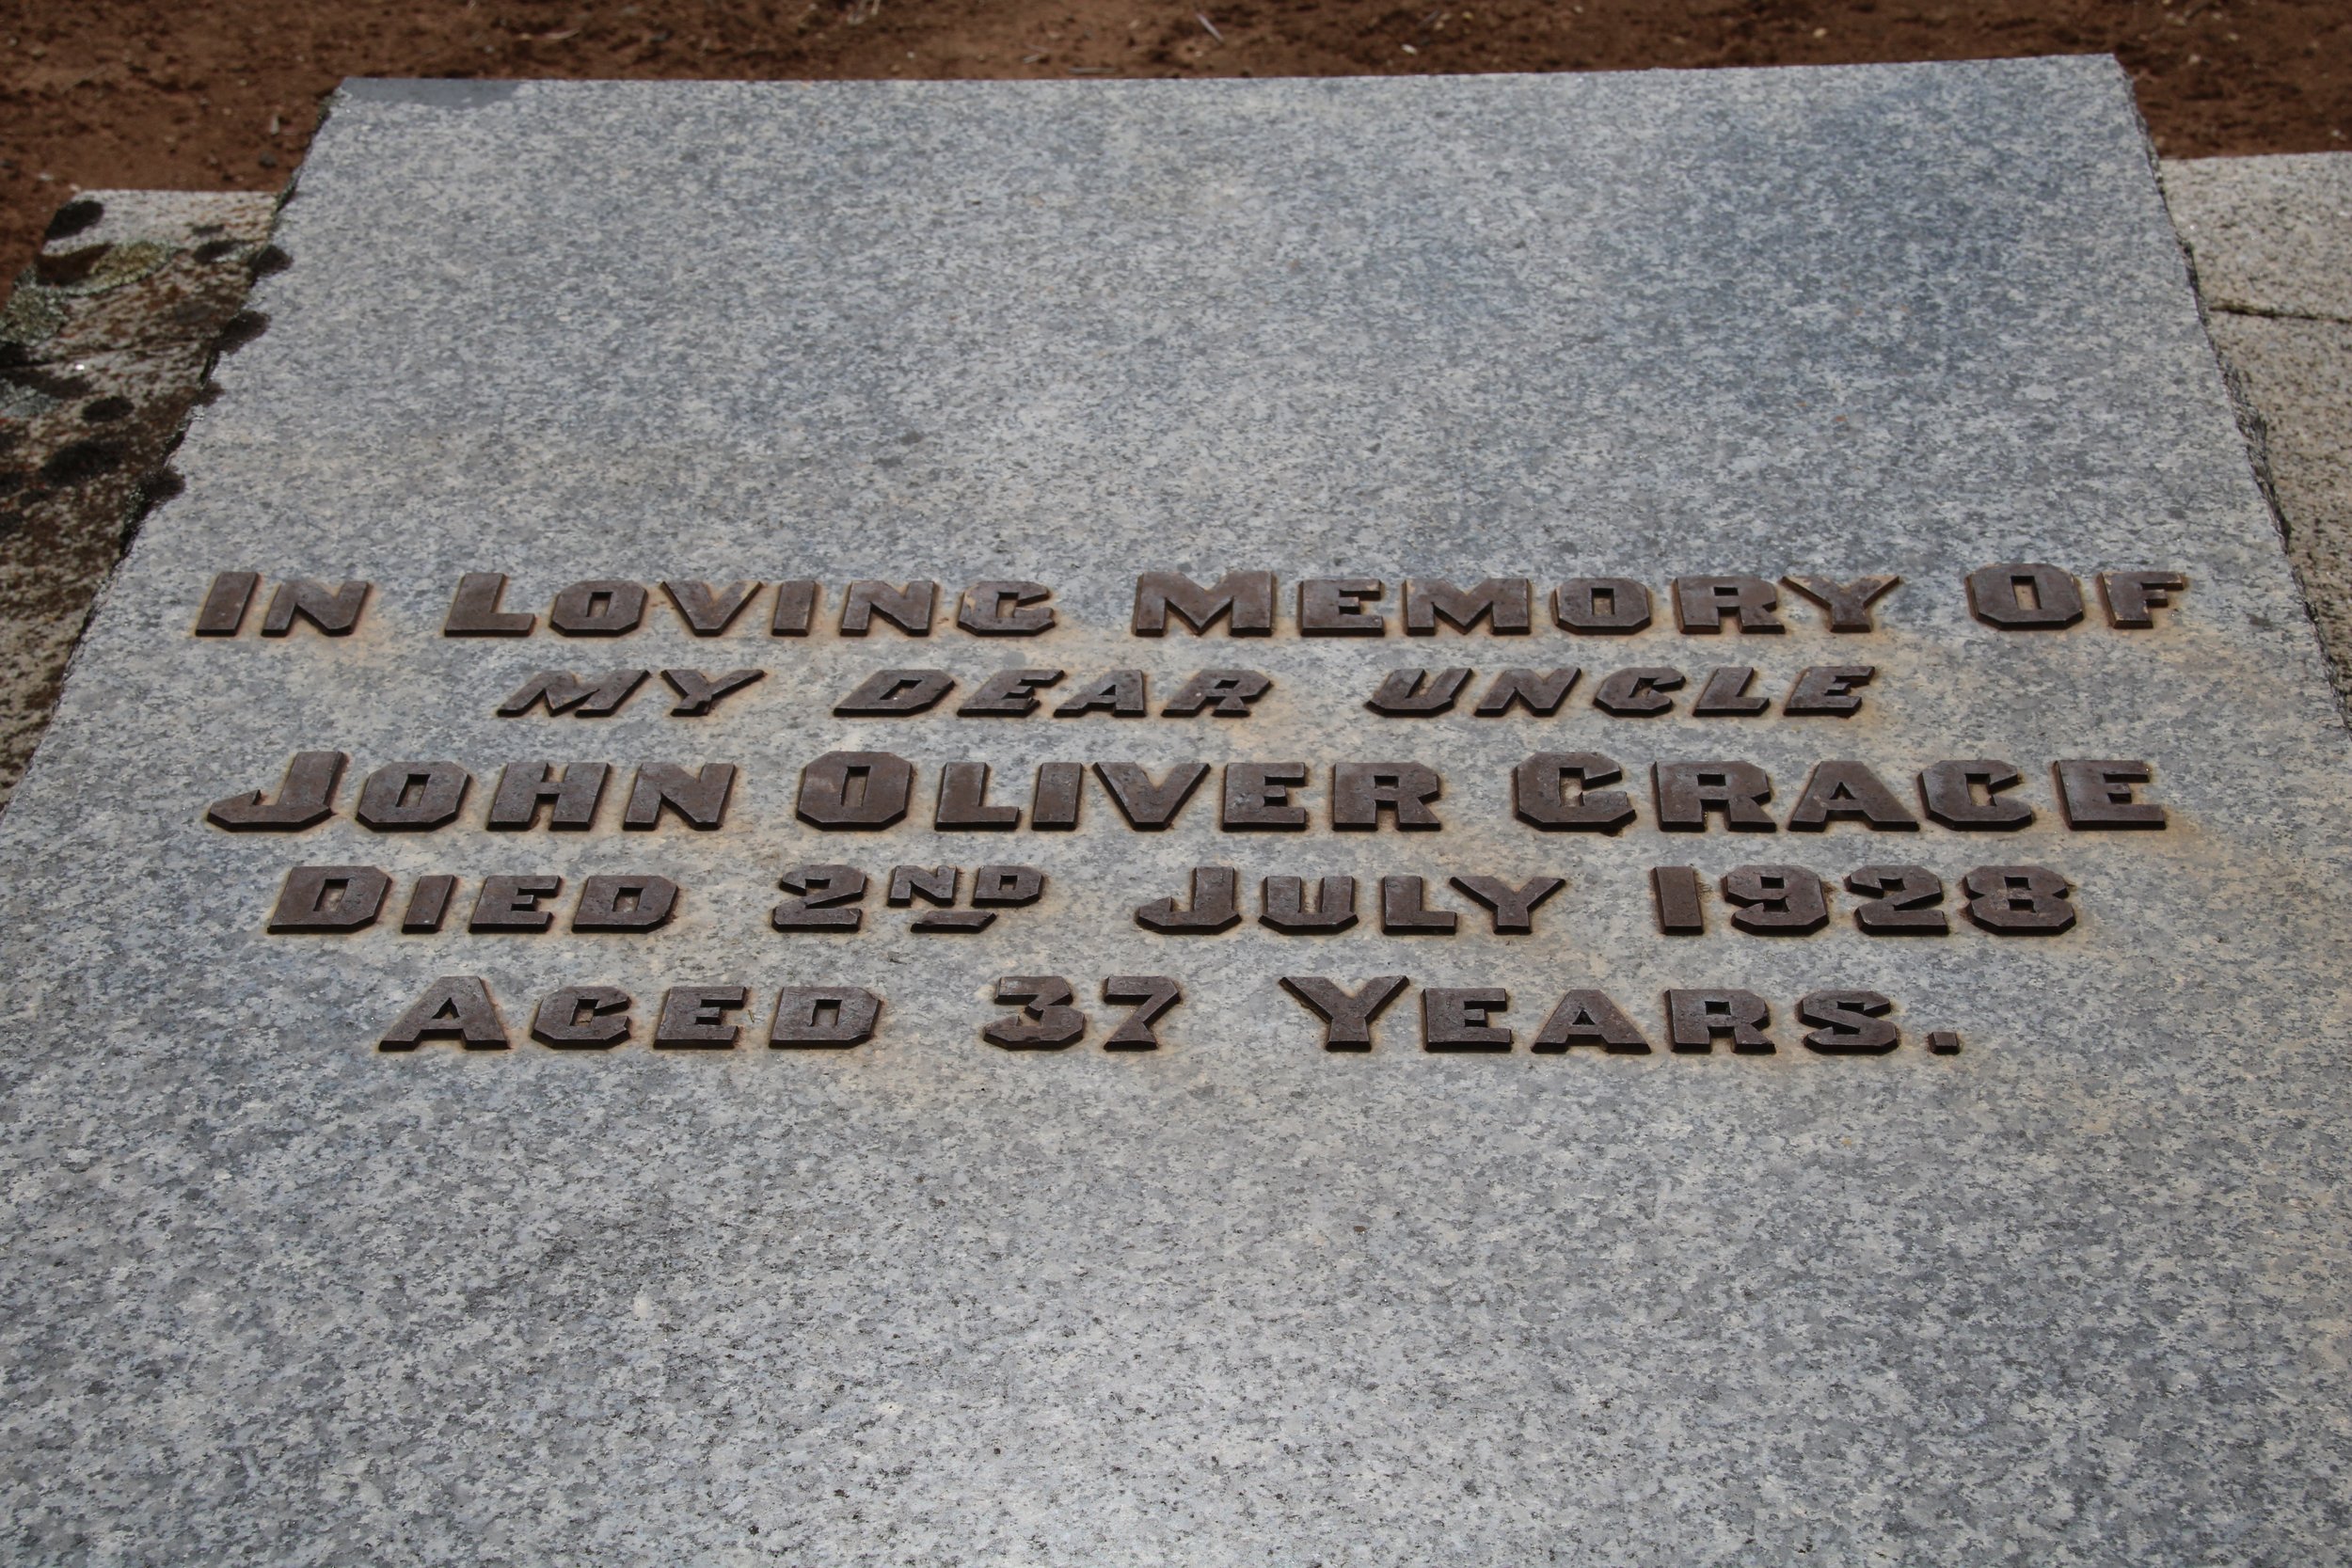 In Loving Memory Of
MY DEAR UNCLE
John Oliver Grace
Died 2nd July 1928
Aged 37 Years.